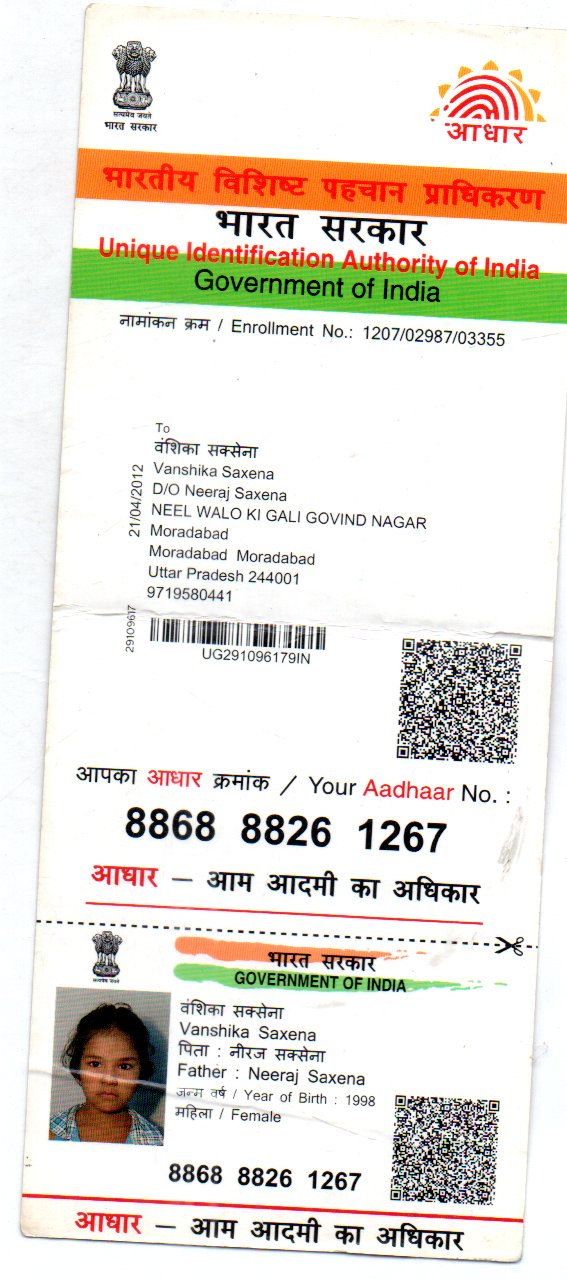 सत्यमेव जयते
भारत सरकार
आधार
भारतीय विशिष्ट पहचान प्राधिकरण
भारत सरकार
Unique Identification Authority of India
Government of India
नामांकन क्रम / Enrollment No.: 1207/02987/03355
To
वंशिका सक्सेना
Vanshika Saxena
D/O Neeraj Saxena
NEEL WALO KI GALI GOVIND NAGAR
Moradabad
Moradabad Moradabad
Uttar Pradesh 244001
9719580441
21/04/2012
29109617
UG291096179IN
आपका आधार क्रमांक / Your Aadhaar No. :
8868 8826 1267
आधार — आम आदमी का अधिकार
सत्यमेव जयते
भारत सरकार
GOVERNMENT OF INDIA
वंशिका सक्सेना
Vanshika Saxena
पिता : नीरज सक्सेना
Father : Neeraj Saxena
जन्म वर्ष / Year of Birth : 1998
महिला / Female
8868 8826 1267
आधार — आम आदमी का अधिकार